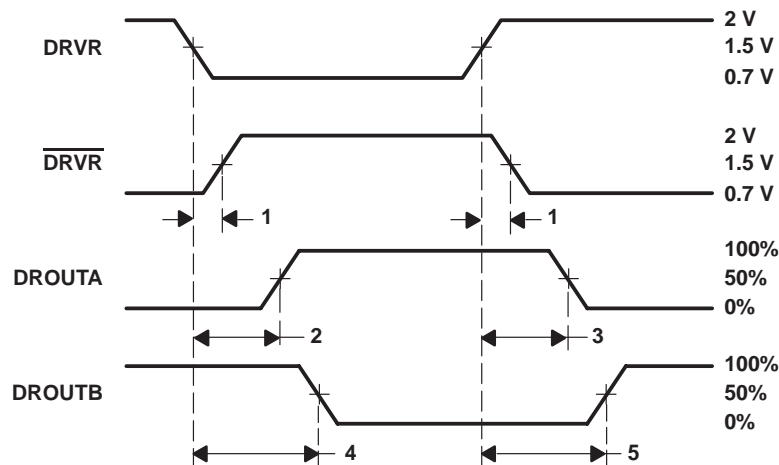 DRVR
2 V
1.5 V
0.7 V
DRVR
2 V
1.5 V
0.7 V
1
1
DROUTA
100%
50%
0%
2
3
DROUTB
100%
50%
0%
4
5